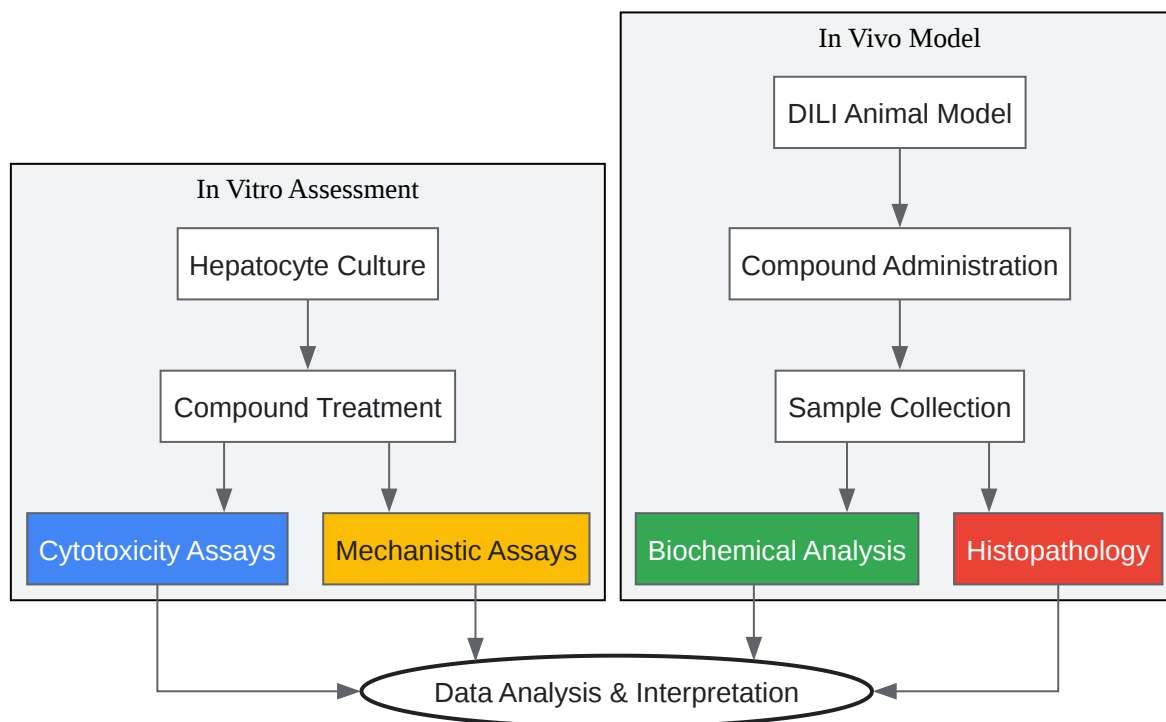 In Vitro Assessment
Hepatocyte Culture
Compound Treatment
Cytotoxicity Assays
Mechanistic Assays
In Vivo Model
DILI Animal Model
Compound Administration
Sample Collection
Biochemical Analysis
Histopathology
Data Analysis & Interpretation